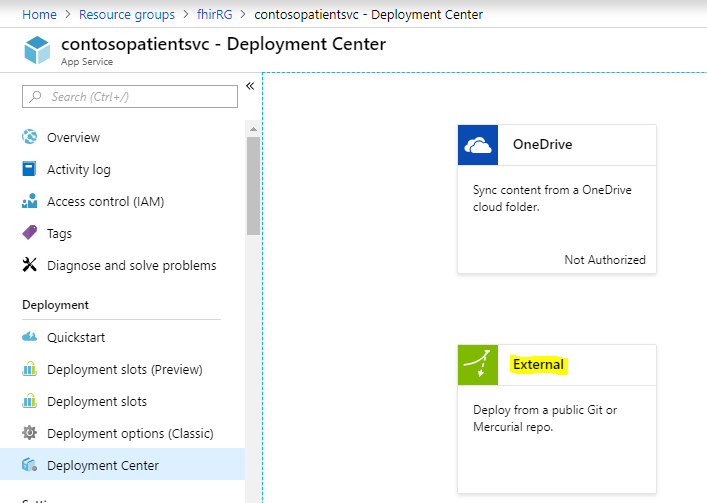 Home > Resource groups > fhirRG > contosopatientsvc - Deployment Center
contosopatientsvc - Deployment Center
App Service
Search (Ctrl+/)
«
Overview
Activity log
Access control (IAM)
Tags
Diagnose and solve problems
Deployment
Quickstart
Deployment slots (Preview)
Deployment slots
Deployment options (Classic)
Deployment Center
OneDrive
Sync content from a OneDrive
cloud folder.
Not Authorized
External
Deploy from a public Git or
Mercurial repo.